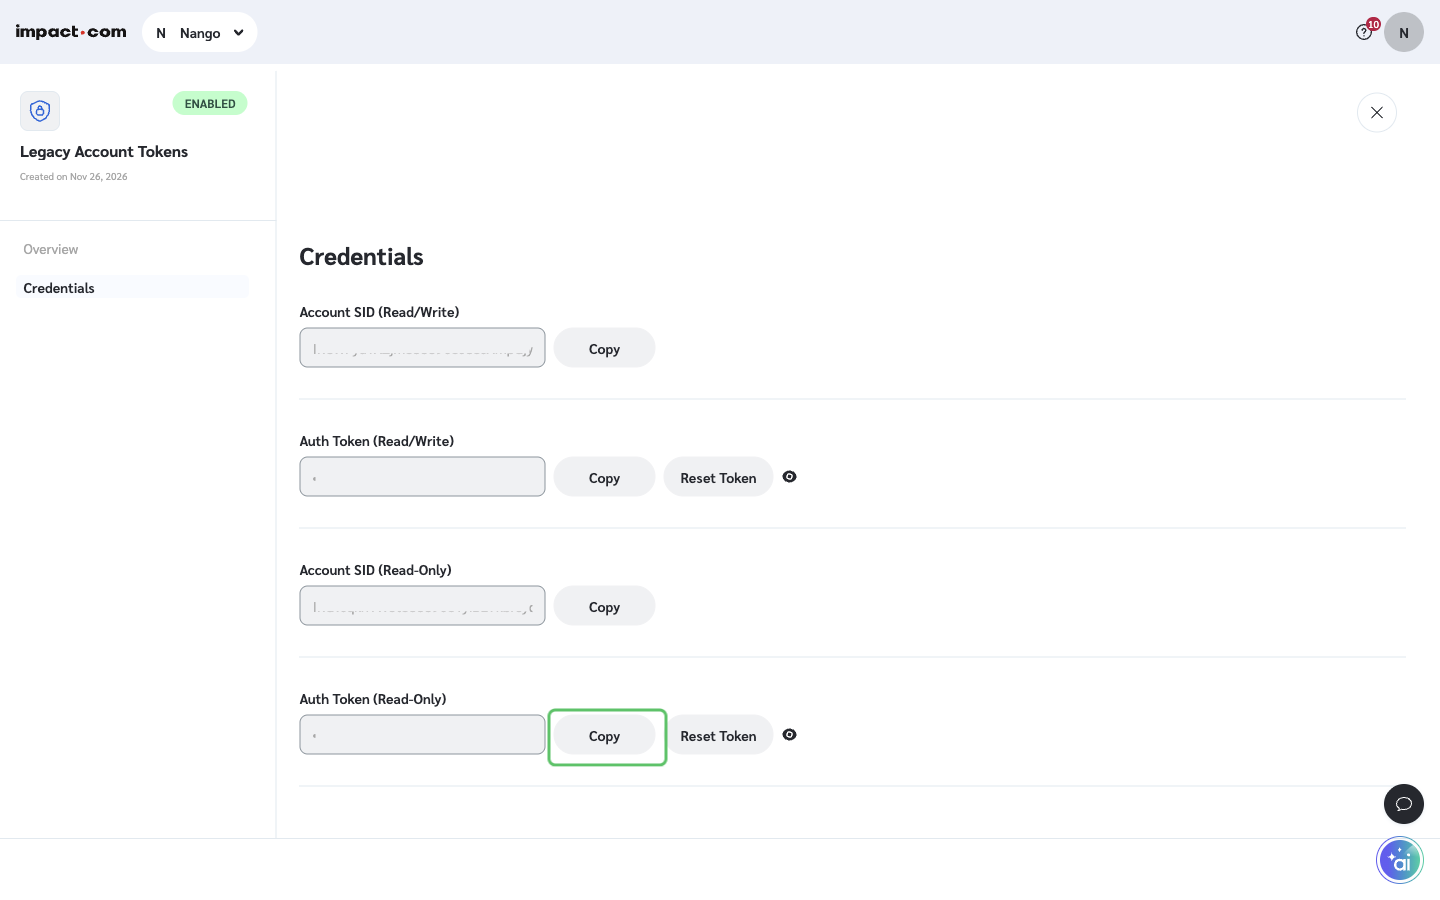 impact.com
N Nango
10
N
ENABLED
Legacy Account Tokens
Created on Nov 26, 2026
Overview
Credentials
Credentials
Account SID (Read/Write)
Copy
Auth Token (Read/Write)
Copy
Reset Token
Account SID (Read-Only)
Copy
Auth Token (Read-Only)
Copy
Reset Token
ai